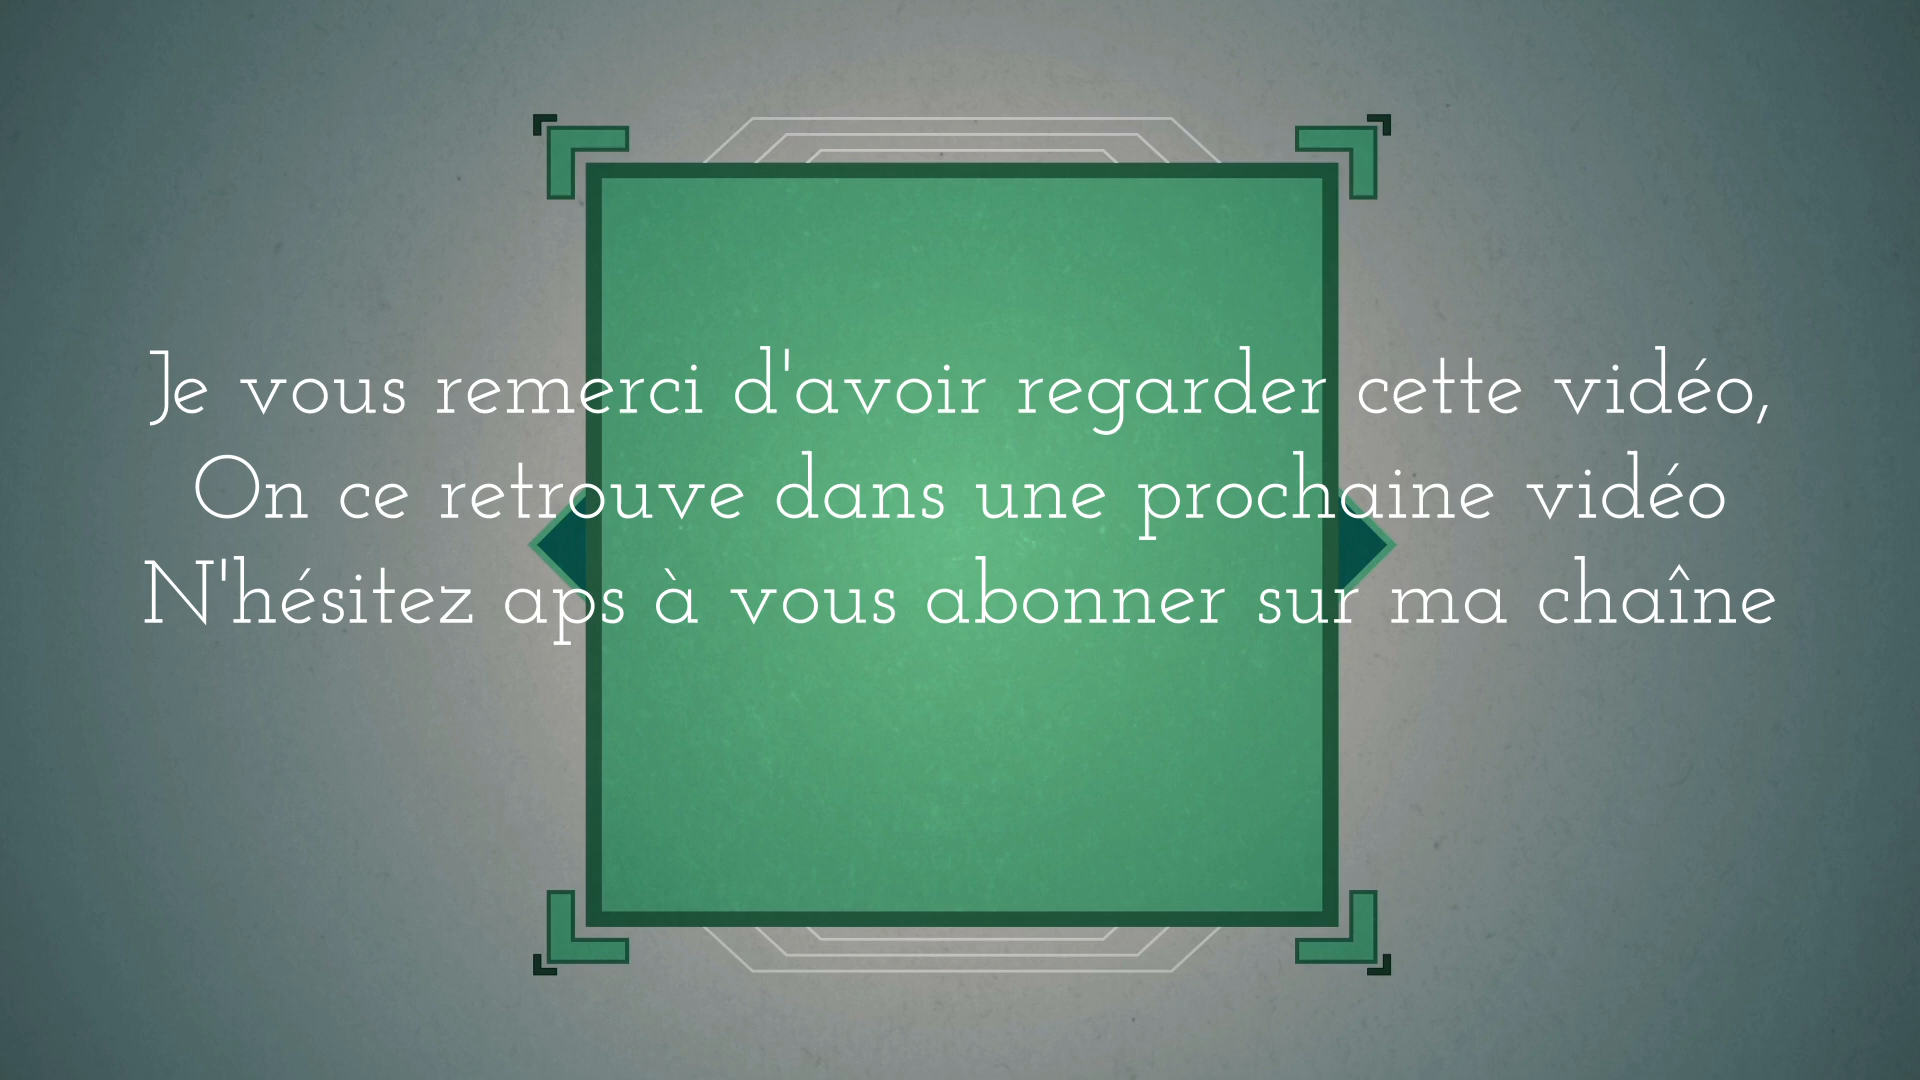 Je vous remerci d'avoir regarder cette vidéo,
On ce retrouve dans une prochaine vidéo
N'hésitez aps à vous abonner sur ma chaîne